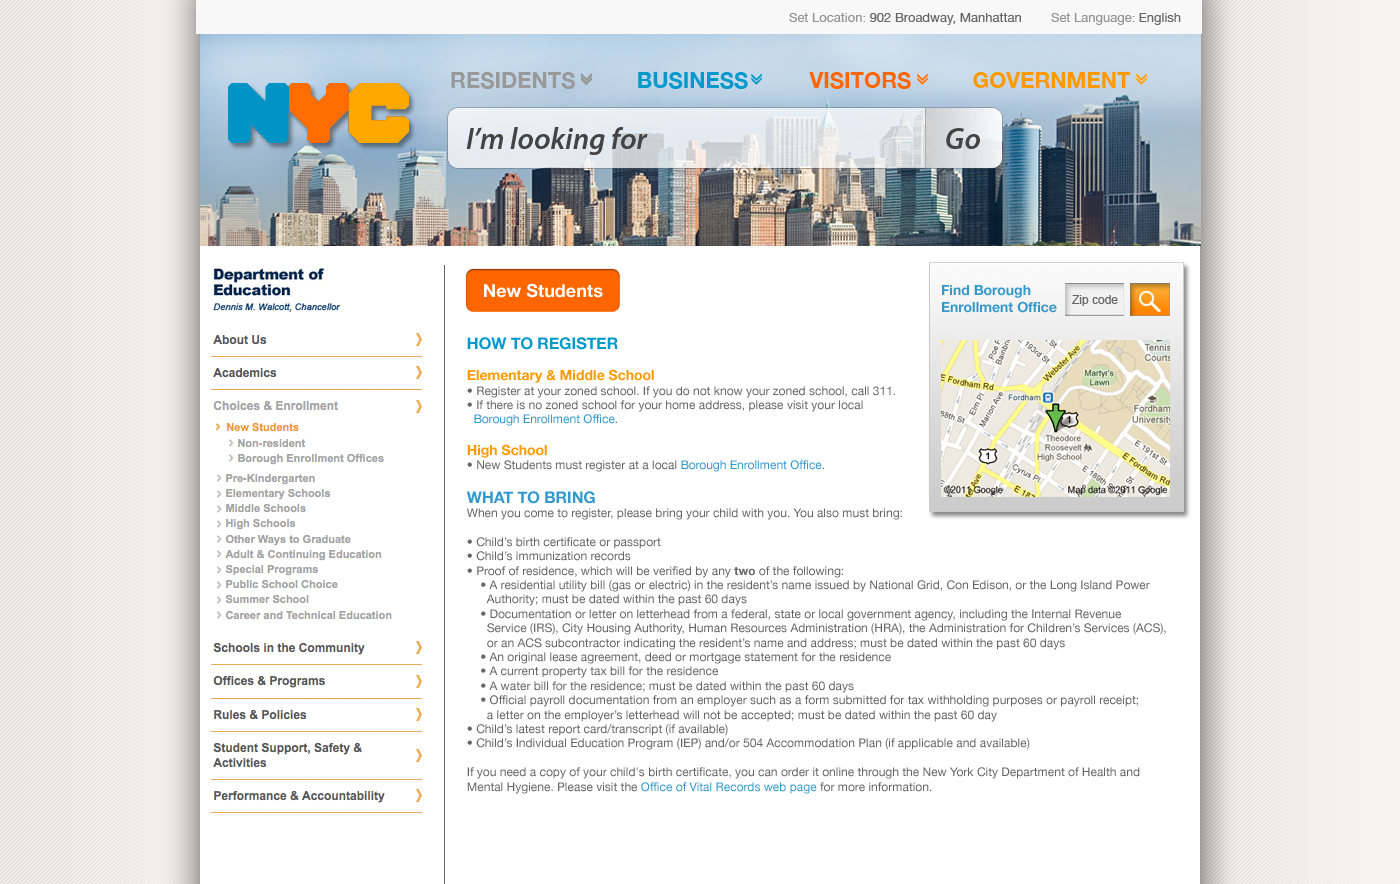 Set Location: 902 Broadway, Manhattan Set Language: English
RESIDENTS BUSINESS VISITORS GOVERNMENT
NYC
I'm looking for Go
Department of
Education
Dennis M. Walcott, Chancellor
About Us
Academics
Choices & Enrollment
New Students
Non-resident
Borough Enrollment Offices
Pre-Kindergarten
Elementary Schools
Middle Schools
High Schools
Other Ways to Graduate
Adult & Continuing Education
Special Programs
Public School Choice
Summer School
Career and Technical Education
Schools in the Community
Offices & Programs
Rules & Policies
Student Support, Safety &
Activities
Performance & Accountability
New Students
HOW TO REGISTER
Elementary & Middle School
• Register at your zoned school. If you do not know your zoned school, call 311.
• If there is no zoned school for your home address, please visit your local
Borough Enrollment Office.
High School
• New Students must register at a local Borough Enrollment Office.
WHAT TO BRING
When you come to register, please bring your child with you. You also must bring:
• Child's birth certificate or passport
• Child's immunization records
• Proof of residence, which will be verified by any two of the following:
• A residential utility bill (gas or electric) in the resident's name issued by National Grid, Con Edison, or the Long Island Power
Authority; must be dated within the past 60 days
• Documentation or letter on letterhead from a federal, state or local government agency, including the Internal Revenue
Service (IRS), City Housing Authority, Human Resources Administration (HRA), the Administration for Children's Services (ACS),
or an ACS subcontractor indicating the resident's name and address; must be dated within the past 60 days
• An original lease agreement, deed or mortgage statement for the residence
• A current property tax bill for the residence
• A water bill for the residence; must be dated within the past 60 days
• Official payroll documentation from an employer such as a form submitted for tax withholding purposes or payroll receipt;
a letter on the employer's letterhead will not be accepted; must be dated within the past 60 day
• Child's latest report card/transcript (if available)
• Child's Individual Education Program (IEP) and/or 504 Accommodation Plan (if applicable and available)
If you need a copy of your child's birth certificate, you can order it online through the New York City Department of Health and
Mental Hygiene. Please visit the Office of Vital Records web page for more information.
Find Borough
Enrollment Office
Zip code
E 193rd St
Webster Ave
Tennis
Courts
Martyr's
Lawn
E Fordham Rd
Fordham
Elm Pl
Marion Ave
Fordham
University
1
Theodore
Roosevelt
High School
1
E 191st St
E Fordham Rd
Cyrus Pl
E 187
©2011 Google
Map data ©2011 Google